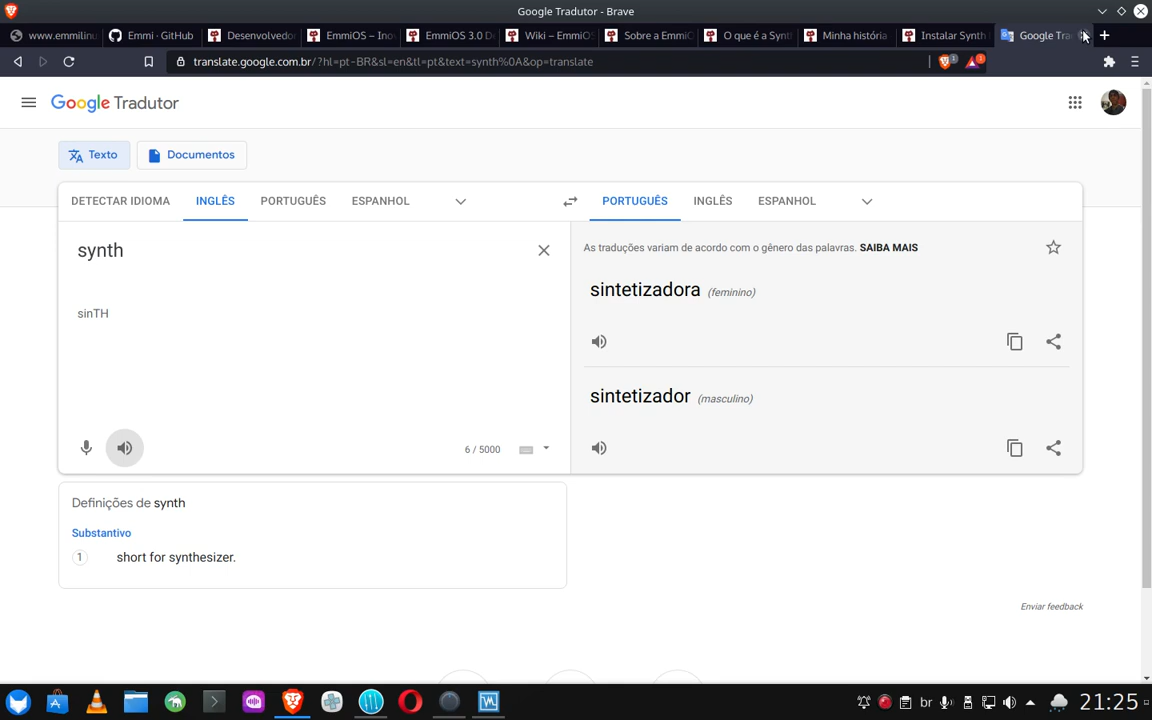 Google Tradutor - Brave
www.emmilinu
Emmi · GitHub
Desenvolvedor
EmmiOS – Ino
EmmiOS 3.0 D
Wiki – EmmiOS
Sobre a EmmiO
O que é a Synt
Minha história
Instalar Synth
Google Tra
translate.google.com.br/?hl=pt-BR&sl=en&tl=pt&text=synth%0A&op=translate
1
Google Tradutor
Texto
Documentos
DETECTAR IDIOMA
INGLÊS
PORTUGUÊS
ESPANHOL
PORTUGUÊS
INGLÊS
ESPANHOL
synth
As traduções variam de acordo com o gênero das palavras. SAIBA MAIS
sintetizadora (feminino)
sinTH
sintetizador (masculino)
6 / 5000
Definições de synth
Substantivo
1 short for synthesizer.
Enviar feedback
br
21:25